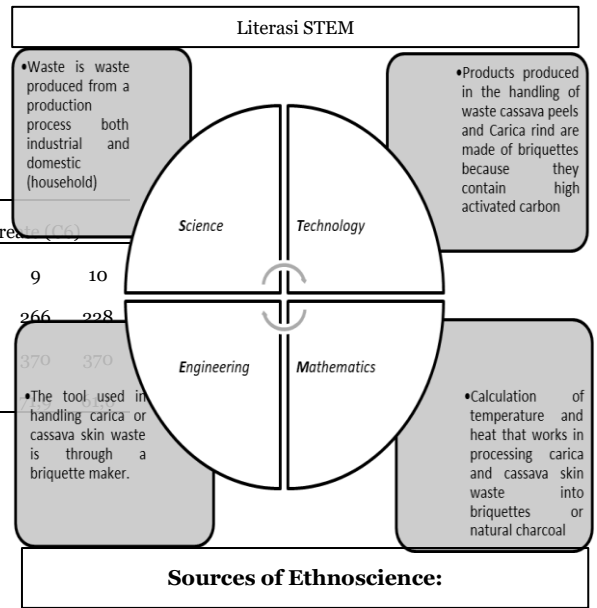 Literasi STEM
•Waste is waste
produced from a
production
process both
industrial and
domestic
(household)
•Products produced
in the handling of
waste cassava peels
and Carica rind are
made of briquettes
because they
contain high
activated carbon
Science
Technology
reate (C6)
9 10
266 228
370 370
Engineering
Mathematics
•The tool used in
handling carica or
cassava skin waste
is through a
briquette maker.
•Calculation of
temperature and
heat that works in
processing carica
and cassava skin
waste into
briquettes or
natural charcoal
Sources of Ethnoscience: